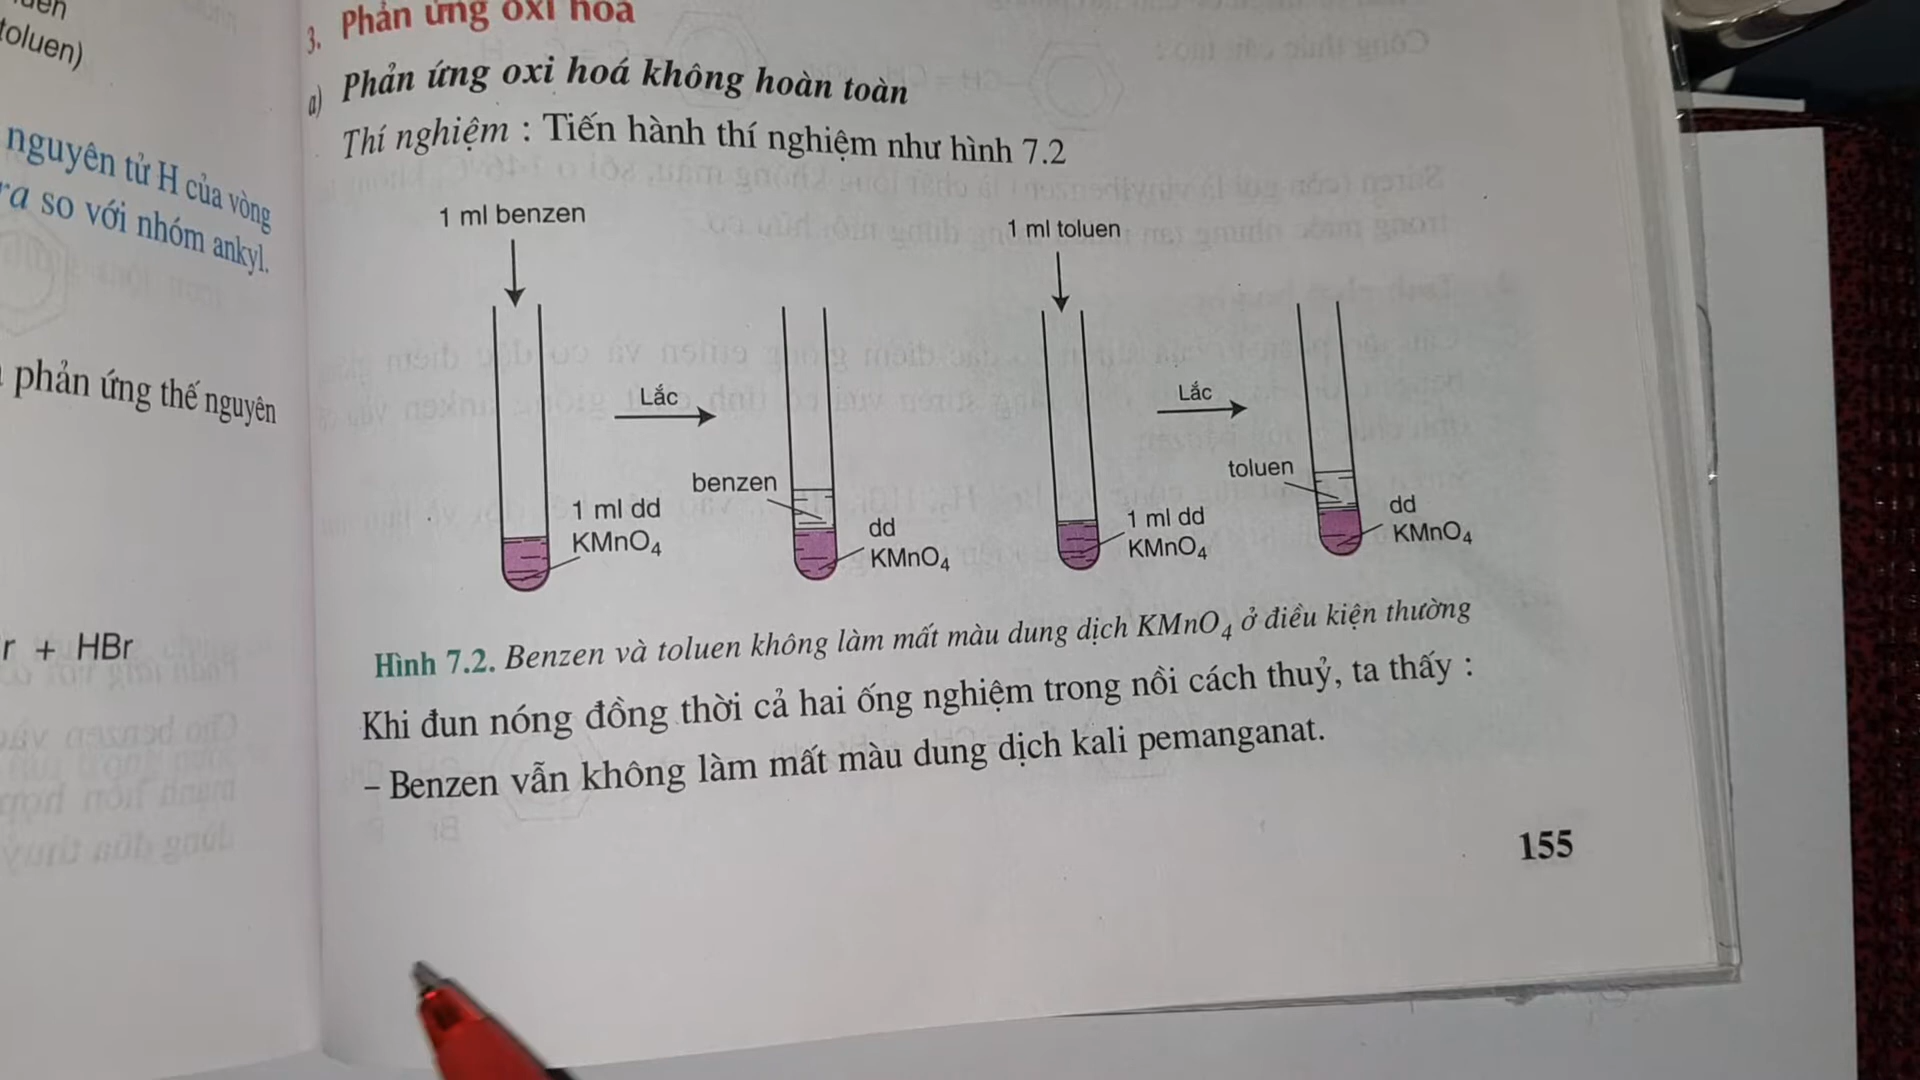 toluen)
nguyên tử H của vòng
ra so với nhóm ankyl.
phản ứng thế nguyên
r + HBr
3. Phản ứng oxi hoá
a) Phản ứng oxi hoá không hoàn toàn
Thí nghiệm : Tiến hành thí nghiệm như hình 7.2
1 ml benzen
1 ml toluen
Lắc
Lắc
benzen
toluen
1 ml dd
KMnO4
dd
KMnO4
1 ml dd
KMnO4
dd
KMnO4
Hình 7.2. Benzen và toluen không làm mất màu dung dịch KMnO4 ở điều kiện thường
Khi đun nóng đồng thời cả hai ống nghiệm trong nồi cách thuỷ, ta thấy :
– Benzen vẫn không làm mất màu dung dịch kali pemanganat.
155